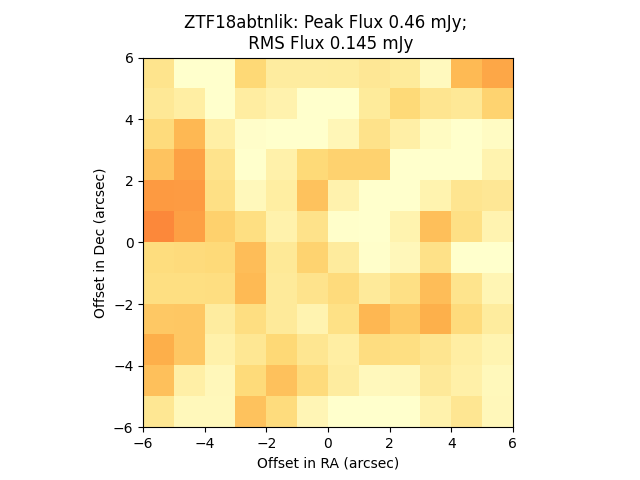 ZTF18abtnlik: Peak Flux 0.46 mJy;
RMS Flux 0.145 mJy
6
4
2
0
−2
−4
−6
Offset in Dec (arcsec)
−6 −4 −2 0 2 4 6
Offset in RA (arcsec)